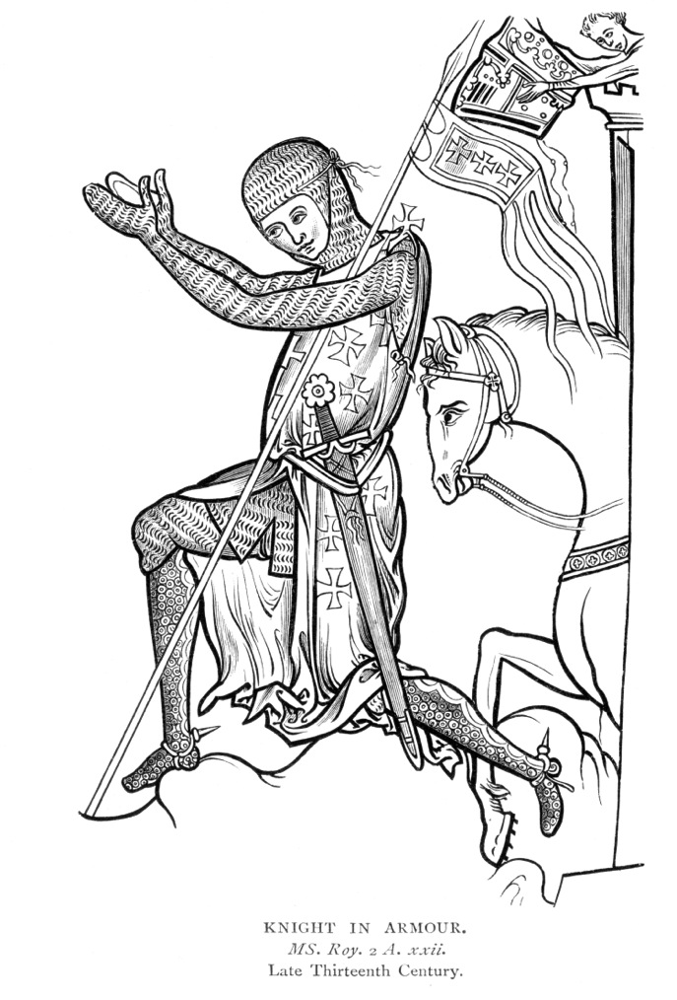 KNIGHT IN ARMOUR.
MS. Roy. 2 A. xxii.
Late Thirteenth Century.